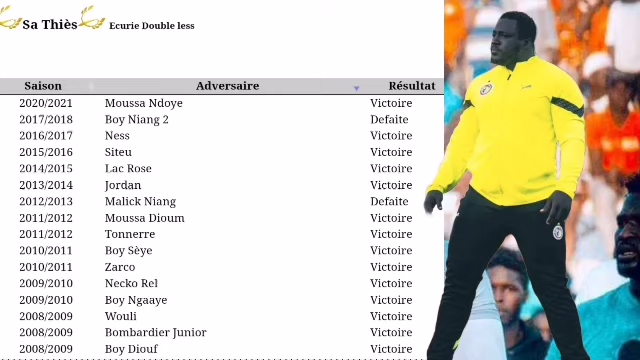 Sa Thiès Ecurie Double less
Saison Adversaire Résultat
2020/2021 Moussa Ndoye Victoire
2017/2018 Boy Niang 2 Defaite
2016/2017 Ness Victoire
2015/2016 Siteu Victoire
2014/2015 Lac Rose Victoire
2013/2014 Jordan Victoire
2012/2013 Malick Niang Defaite
2011/2012 Moussa Dioum Victoire
2011/2012 Tonnerre Victoire
2010/2011 Boy Sèye Victoire
2010/2011 Zarco Victoire
2009/2010 Necko Rel Victoire
2009/2010 Boy Ngaaye Victoire
2008/2009 Wouli Victoire
2008/2009 Bombardier Junior Victoire
2008/2009 Boy Diouf Victoire